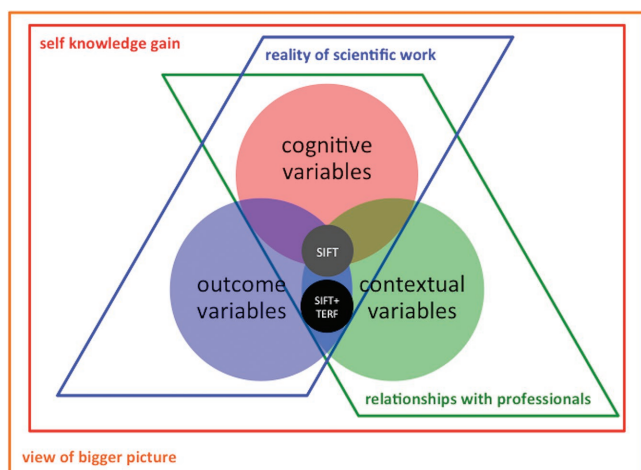 self knowledge gain
reality of scientific work
cognitive
variables
SIFT
outcome
variables
contextual
variables
SIFT+
TERF
relationships with professionals
view of bigger picture